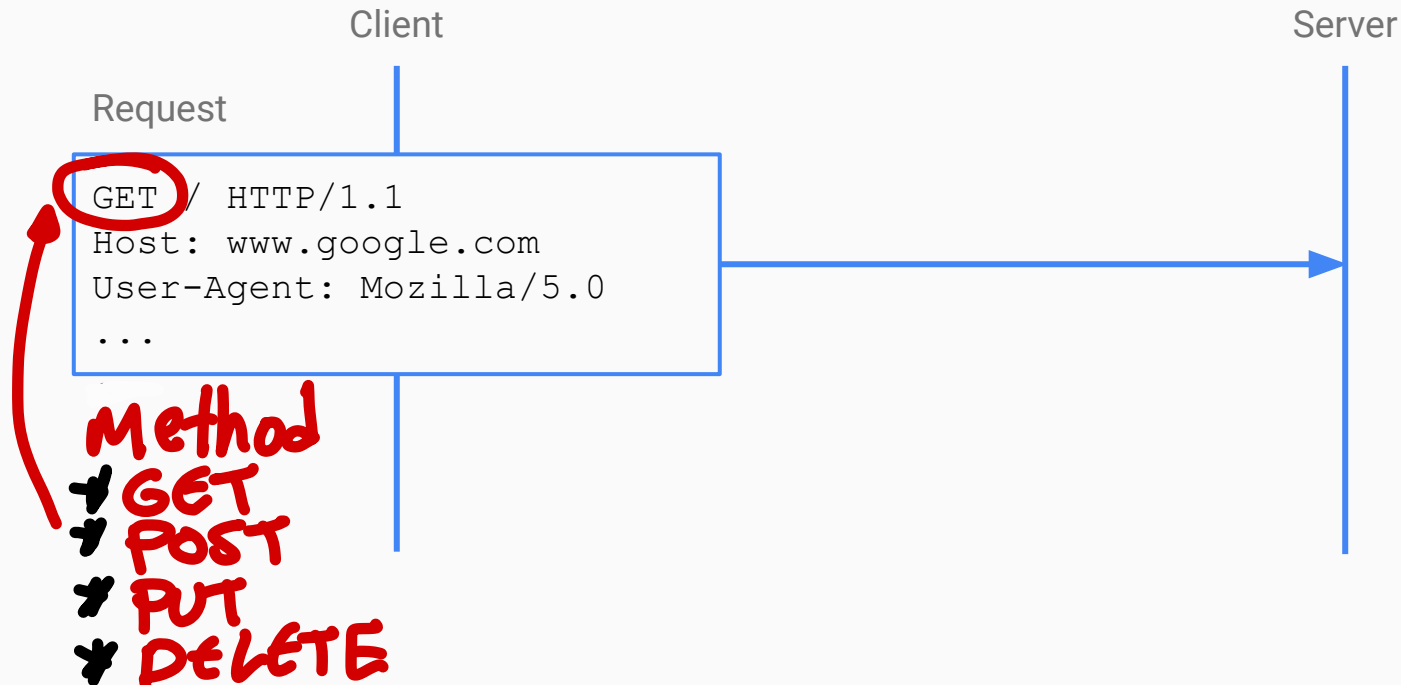 Client
Server
Request
GET / HTTP/1.1
Host: www.google.com
User-Agent: Mozilla/5.0
...
Method
* GET
* POST
* PUT
* DELETE